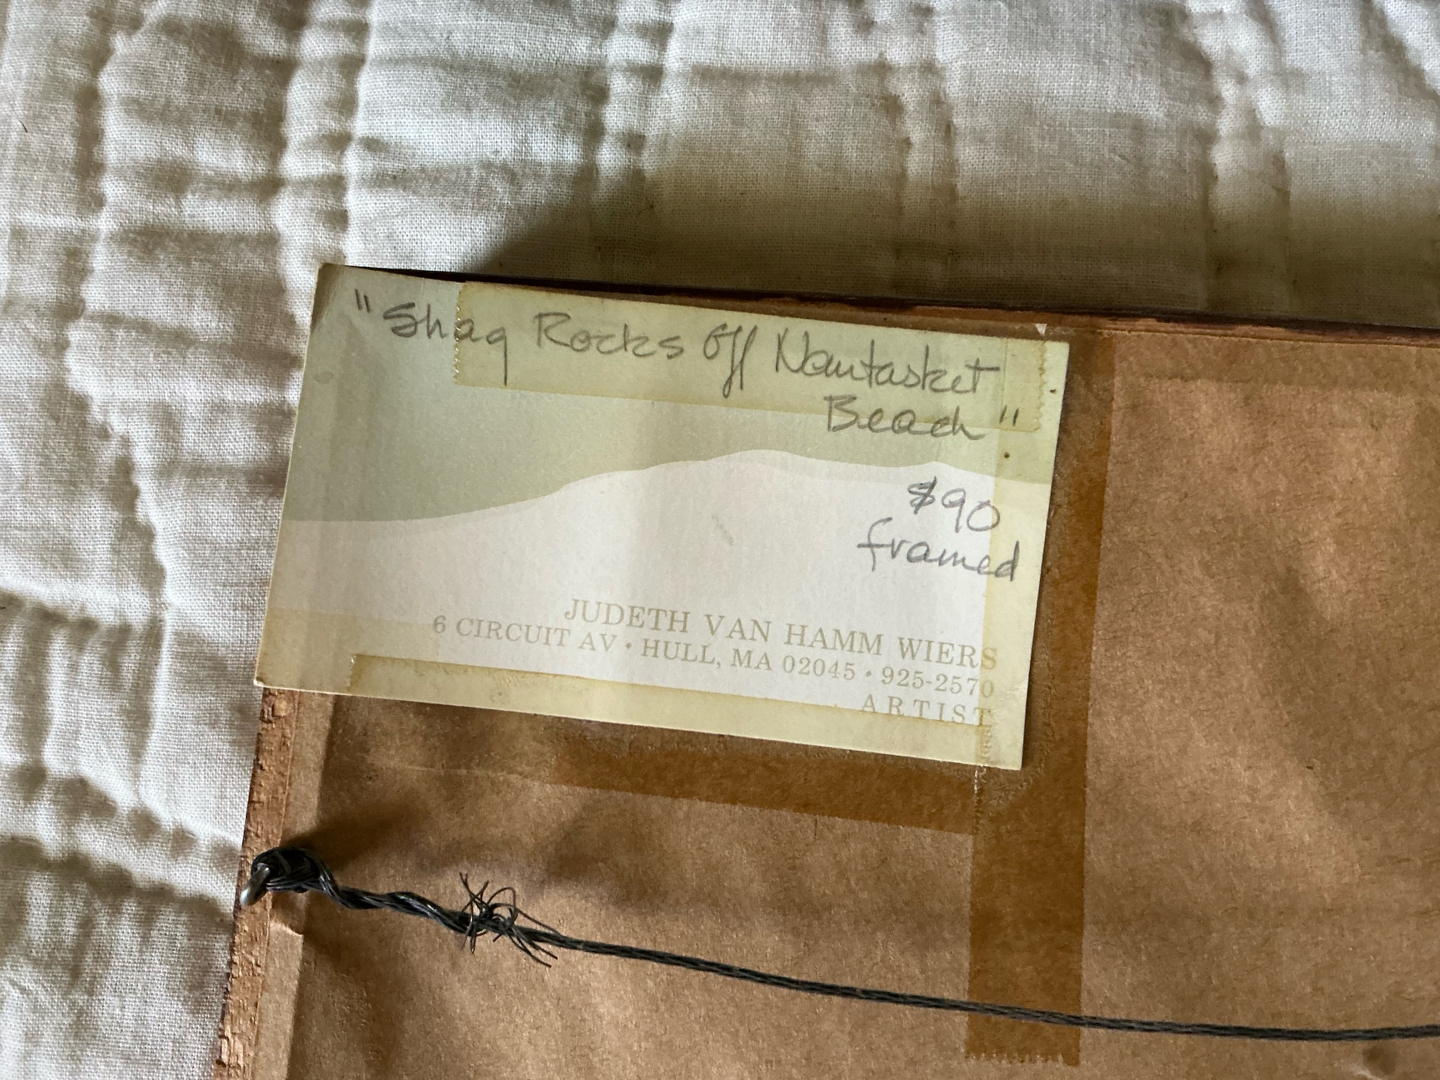 "Shag Rocks Off Nantasket
Beach"
$90
framed
JUDETH VAN HAMM WIERS
6 CIRCUIT AV • HULL, MA 02045 • 925-2570
ARTIST